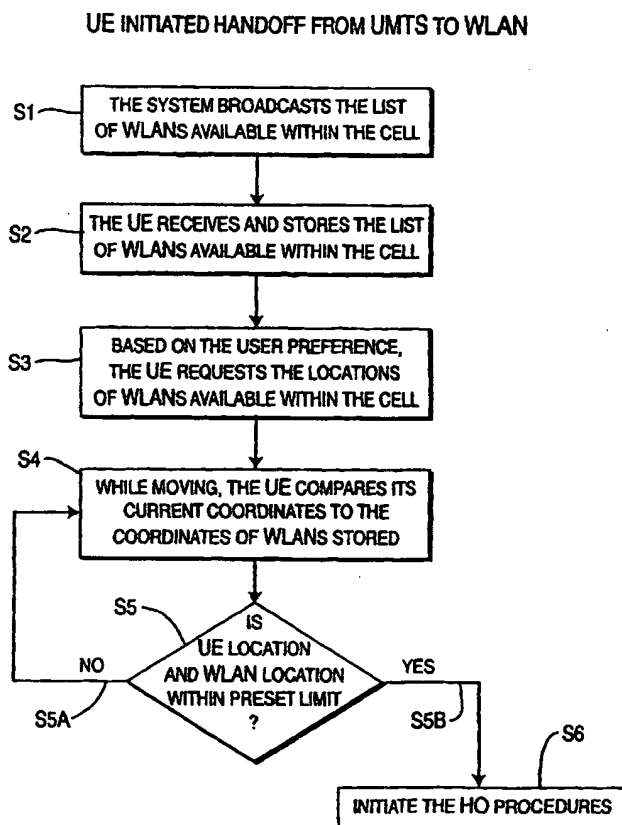 UE INITIATED HANDOFF FROM UMTS TO WLAN
S1
THE SYSTEM BROADCASTS THE LIST
OF WLANS AVAILABLE WITHIN THE CELL
S2
THE UE RECEIVES AND STORES THE LIST
OF WLANS AVAILABLE WITHIN THE CELL
S3
BASED ON THE USER PREFERENCE,
THE UE REQUESTS THE LOCATIONS
OF WLANS AVAILABLE WITHIN THE CELL
S4
WHILE MOVING, THE UE COMPARES ITS
CURRENT COORDINATES TO THE
COORDINATES OF WLANS STORED
S5
IS
UE LOCATION
AND WLAN LOCATION
WITHIN PRESET LIMIT
?
NO
S5A
YES
S5B
S6
INITIATE THE HO PROCEDURES